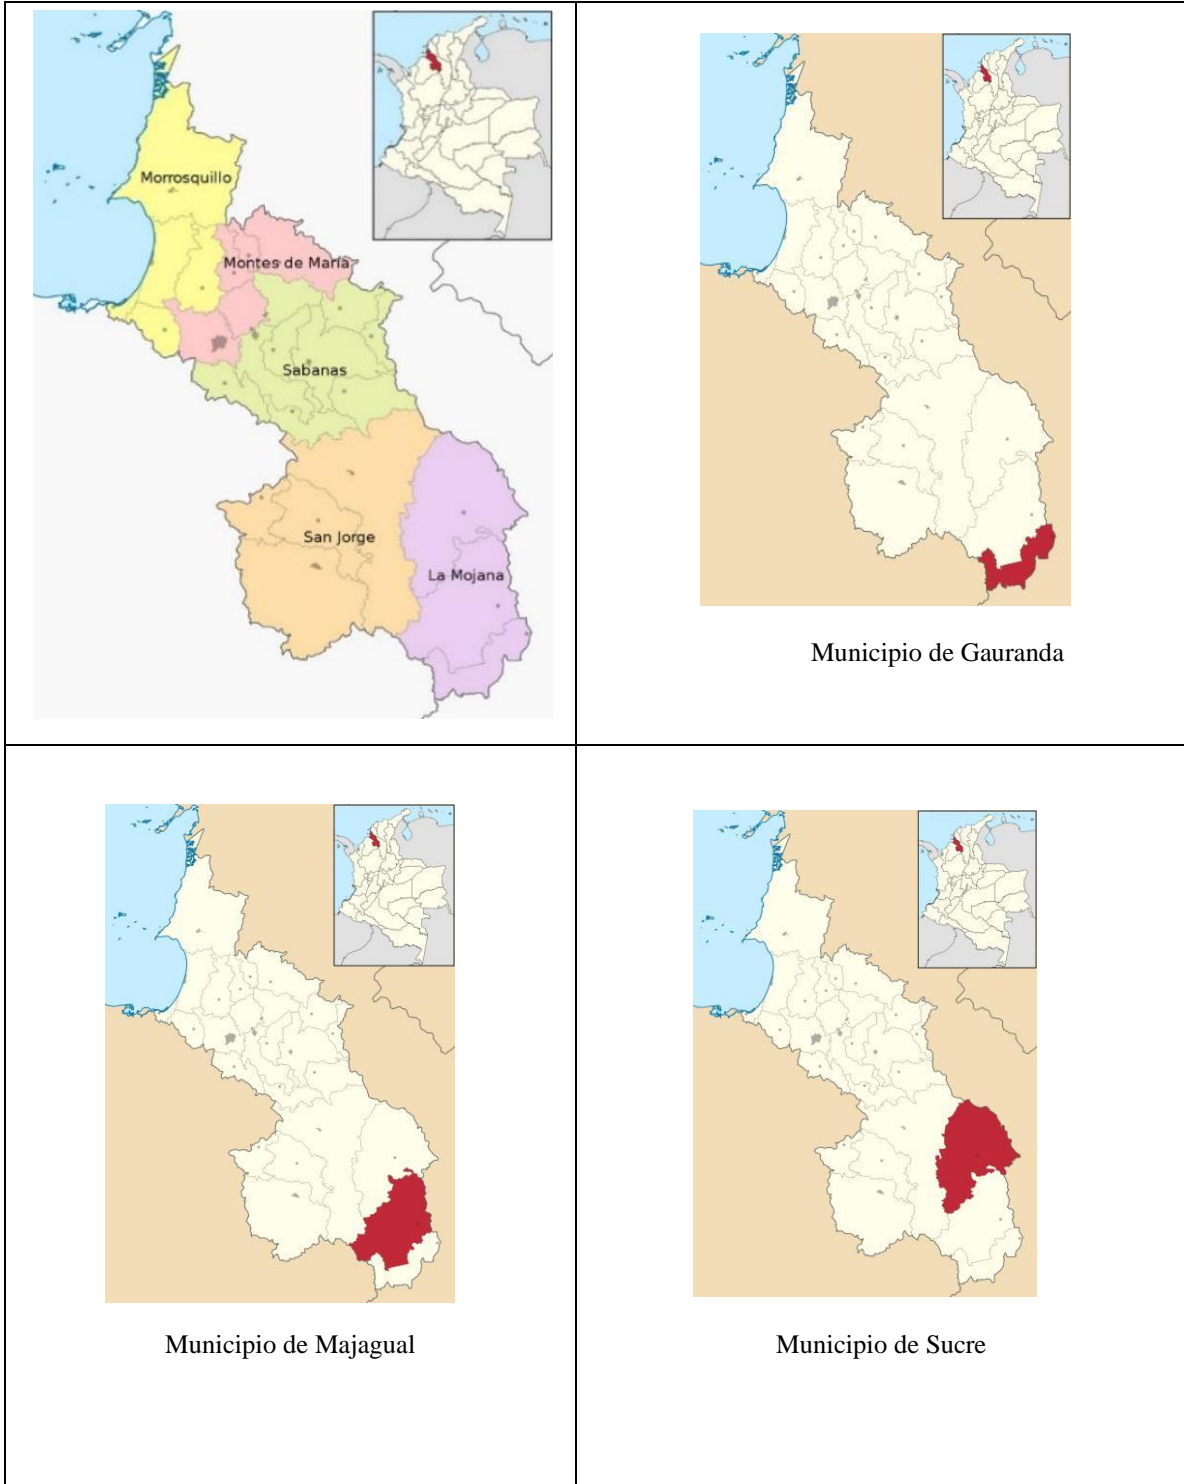 Morrosquillo
Montes de María
Sabanas
San Jorge
La Mojana
Municipio de Gauranda
Municipio de Majagual
Municipio de Sucre